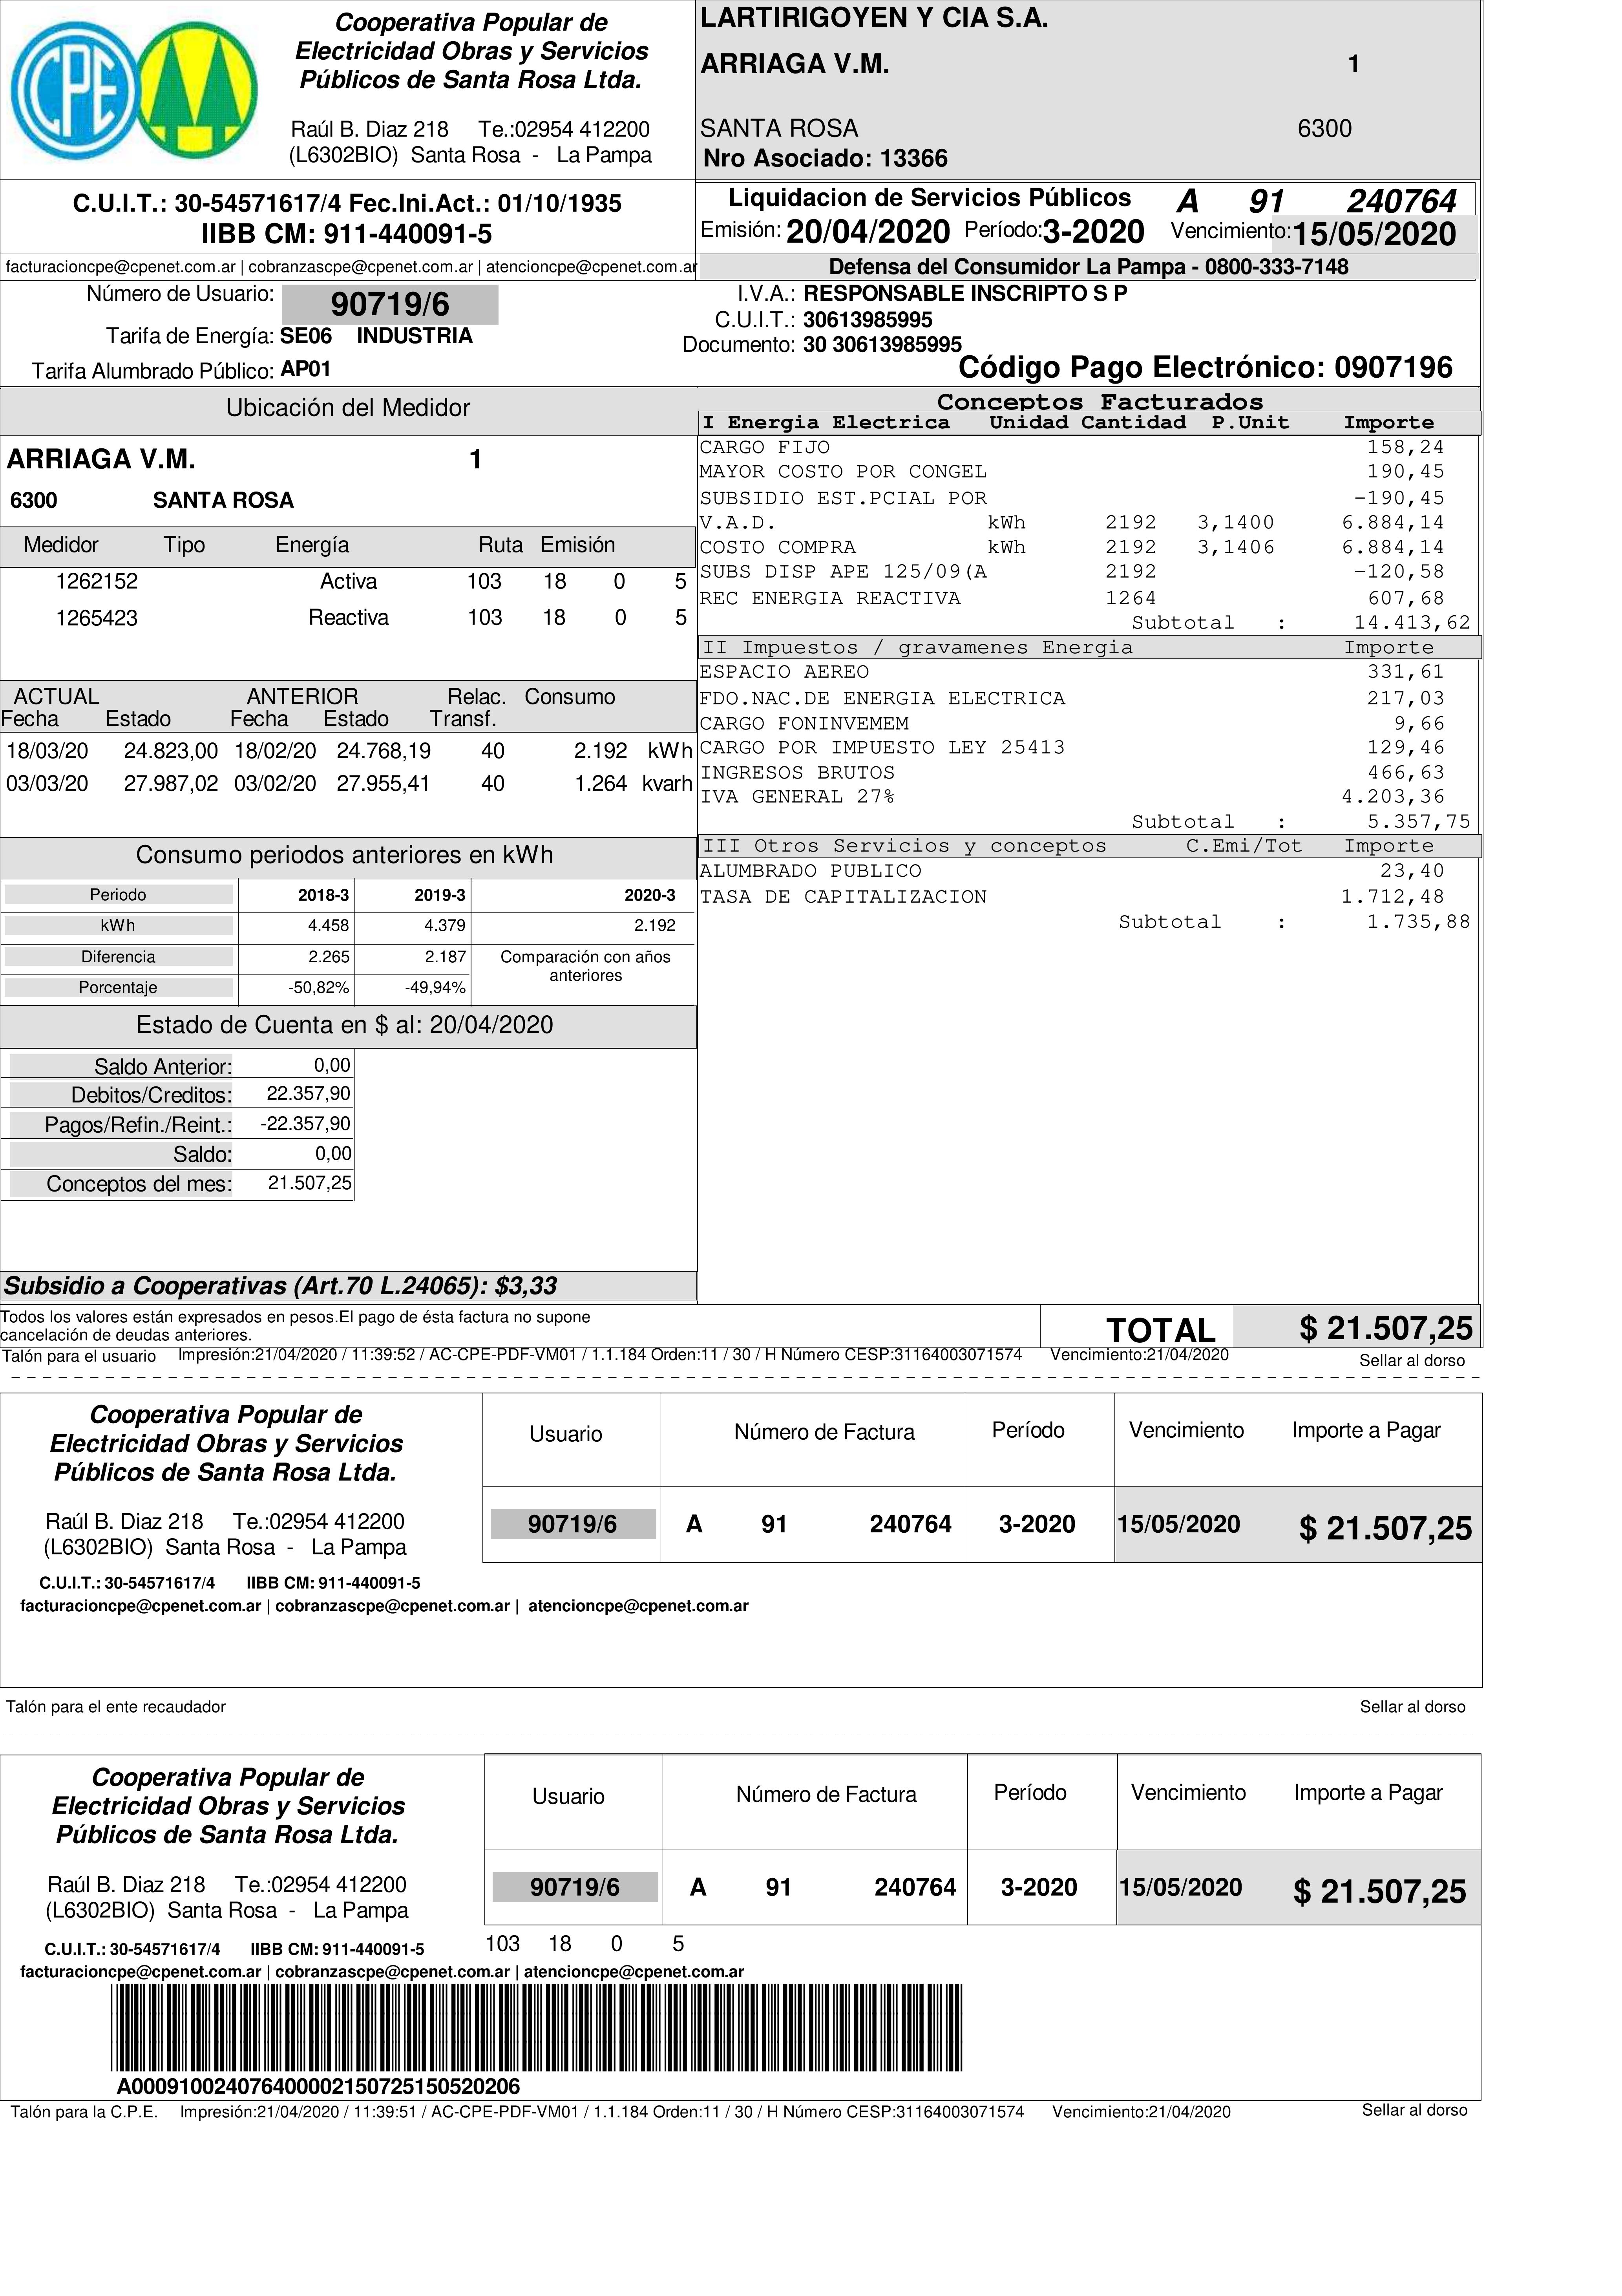 CPE
Cooperativa Popular de
Electricidad Obras y Servicios
Públicos de Santa Rosa Ltda.
Raúl B. Diaz 218 Te.:02954 412200
(L6302BIO) Santa Rosa - La Pampa
LARTIRIGOYEN Y CIA S.A.
ARRIAGA V.M. 1
SANTA ROSA 6300
Nro Asociado: 13366
C.U.I.T.: 30-54571617/4 Fec.Ini.Act.: 01/10/1935
IIBB CM: 911-440091-5
facturacioncpe@cpenet.com.ar | cobranzascpe@cpenet.com.ar | atencioncpe@cpenet.com.ar
Liquidacion de Servicios Públicos A 91 240764
Emisión: 20/04/2020 Período:3-2020 Vencimiento:15/05/2020
Defensa del Consumidor La Pampa - 0800-333-7148
Número de Usuario: 90719/6
Tarifa de Energía: SE06 INDUSTRIA
Tarifa Alumbrado Público: AP01
I.V.A.: RESPONSABLE INSCRIPTO S P
C.U.I.T.: 30613985995
Documento: 30 30613985995
Código Pago Electrónico: 0907196
Ubicación del Medidor
ARRIAGA V.M. 1
6300 SANTA ROSA
Medidor Tipo Energía Ruta Emisión
1262152 Activa 103 18 0 5
1265423 Reactiva 103 18 0 5
ACTUAL ANTERIOR Relac. Consumo
Fecha Estado Fecha Estado Transf.
18/03/20 24.823,00 18/02/20 24.768,19 40 2.192 kWh
03/03/20 27.987,02 03/02/20 27.955,41 40 1.264 kvarh
Consumo periodos anteriores en kWh
Periodo 2018-3 2019-3 2020-3
kWh 4.458 4.379 2.192
Diferencia 2.265 2.187 Comparación con años
anteriores
Porcentaje -50,82% -49,94%
Estado de Cuenta en $ al: 20/04/2020
Saldo Anterior: 0,00
Debitos/Creditos: 22.357,90
Pagos/Refin./Reint.: -22.357,90
Saldo: 0,00
Conceptos del mes: 21.507,25
Subsidio a Cooperativas (Art.70 L.24065): $3,33
Conceptos Facturados
I Energia Electrica Unidad Cantidad P.Unit Importe
CARGO FIJO 158,24
MAYOR COSTO POR CONGEL 190,45
SUBSIDIO EST.PCIAL POR -190,45
V.A.D. kWh 2192 3,1400 6.884,14
COSTO COMPRA kWh 2192 3,1406 6.884,14
SUBS DISP APE 125/09(A 2192 -120,58
REC ENERGIA REACTIVA 1264 607,68
Subtotal : 14.413,62
II Impuestos / gravamenes Energia Importe
ESPACIO AEREO 331,61
FDO.NAC.DE ENERGIA ELECTRICA 217,03
CARGO FONINVEMEM 9,66
CARGO POR IMPUESTO LEY 25413 129,46
INGRESOS BRUTOS 466,63
IVA GENERAL 27% 4.203,36
Subtotal : 5.357,75
III Otros Servicios y conceptos C.Emi/Tot Importe
ALUMBRADO PUBLICO 23,40
TASA DE CAPITALIZACION 1.712,48
Subtotal : 1.735,88
Todos los valores están expresados en pesos.El pago de ésta factura no supone
cancelación de deudas anteriores.
TOTAL $ 21.507,25
Talón para el usuario Impresión:21/04/2020 / 11:39:52 / AC-CPE-PDF-VM01 / 1.1.184 Orden:11 / 30 / H Número CESP:31164003071574 Vencimiento:21/04/2020 Sellar al dorso
Cooperativa Popular de
Electricidad Obras y Servicios
Públicos de Santa Rosa Ltda.
Raúl B. Diaz 218 Te.:02954 412200
(L6302BIO) Santa Rosa - La Pampa
C.U.I.T.: 30-54571617/4 IIBB CM: 911-440091-5
facturacioncpe@cpenet.com.ar | cobranzascpe@cpenet.com.ar | atencioncpe@cpenet.com.ar
Usuario Número de Factura Período Vencimiento Importe a Pagar
90719/6 A 91 240764 3-2020 15/05/2020 $ 21.507,25
Talón para el ente recaudador Sellar al dorso
Cooperativa Popular de
Electricidad Obras y Servicios
Públicos de Santa Rosa Ltda.
Raúl B. Diaz 218 Te.:02954 412200
(L6302BIO) Santa Rosa - La Pampa
Usuario Número de Factura Período Vencimiento Importe a Pagar
90719/6 A 91 240764 3-2020 15/05/2020 $ 21.507,25
C.U.I.T.: 30-54571617/4 IIBB CM: 911-440091-5 103 18 0 5
facturacioncpe@cpenet.com.ar | cobranzascpe@cpenet.com.ar | atencioncpe@cpenet.com.ar
A0009100240764000021507251505202​06
Talón para la C.P.E. Impresión:21/04/2020 / 11:39:51 / AC-CPE-PDF-VM01 / 1.1.184 Orden:11 / 30 / H Número CESP:31164003071574 Vencimiento:21/04/2020 Sellar al dorso